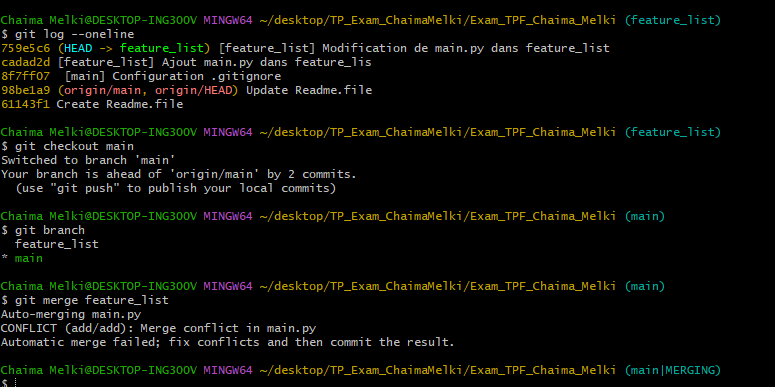 Chaima Melki@DESKTOP-ING3OOV MINGW64 ~/desktop/TP_Exam_ChaimaMelki/Exam_TPF_Chaima_Melki (feature_list)
$ git log --oneline
759e5c6 (HEAD -> feature_list) [feature_list] Modification de main.py dans feature_list
cadad2d [feature_list] Ajout main.py dans feature_lis
8f7ff07  [main] Configuration .gitignore
98be1a9 (origin/main, origin/HEAD) Update Readme.file
61143f1 Create Readme.file
Chaima Melki@DESKTOP-ING3OOV MINGW64 ~/desktop/TP_Exam_ChaimaMelki/Exam_TPF_Chaima_Melki (feature_list)
$ git checkout main
Switched to branch 'main'
Your branch is ahead of 'origin/main' by 2 commits.
  (use "git push" to publish your local commits)
Chaima Melki@DESKTOP-ING3OOV MINGW64 ~/desktop/TP_Exam_ChaimaMelki/Exam_TPF_Chaima_Melki (main)
$ git branch
  feature_list
* main
Chaima Melki@DESKTOP-ING3OOV MINGW64 ~/desktop/TP_Exam_ChaimaMelki/Exam_TPF_Chaima_Melki (main)
$ git merge feature_list
Auto-merging main.py
CONFLICT (add/add): Merge conflict in main.py
Automatic merge failed; fix conflicts and then commit the result.
Chaima Melki@DESKTOP-ING3OOV MINGW64 ~/desktop/TP_Exam_ChaimaMelki/Exam_TPF_Chaima_Melki (main|MERGING)
$